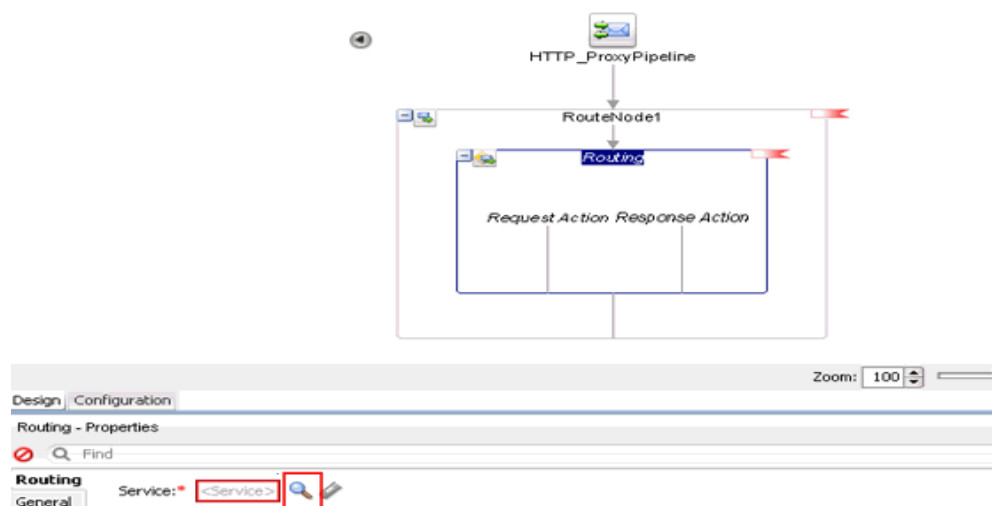 HTTP_ProxyPipeline
RouteNode1
Routing
Request Action Response Action
Zoom: 100
Design Configuration
Routing - Properties
Find
Routing
Service:* <Service>
General